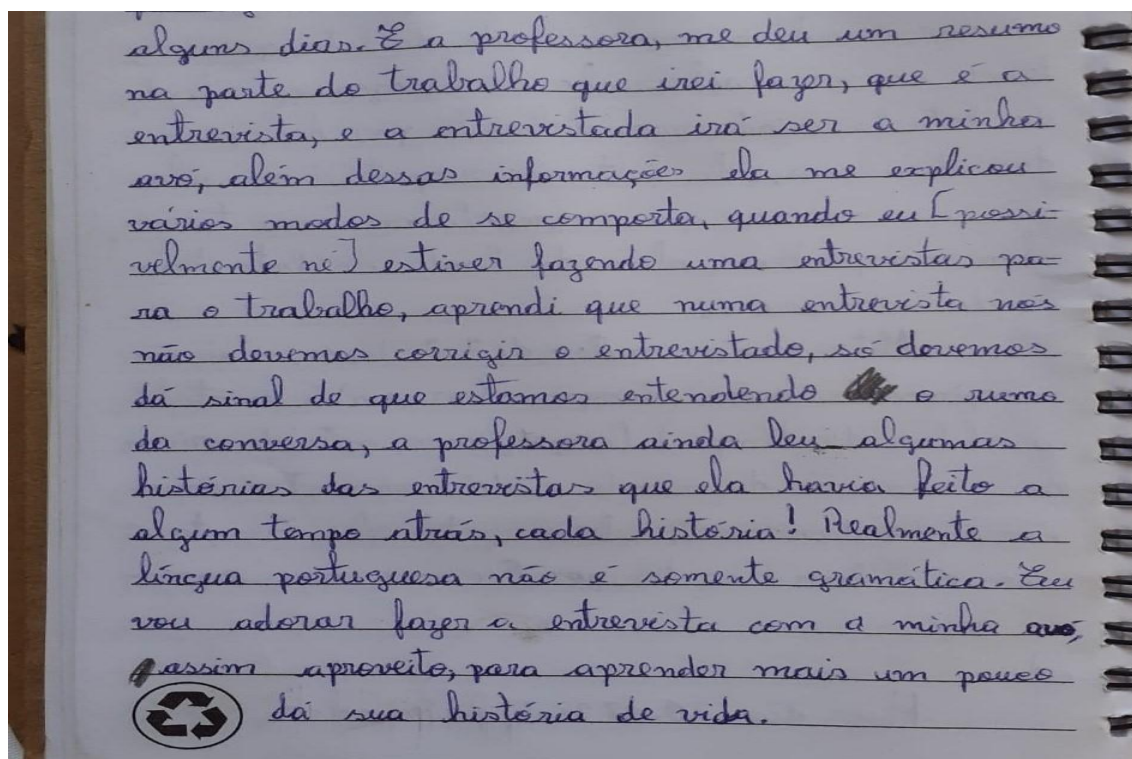 alguns dias. E a professora, me deu um resumo
na parte do trabalho que irei fazer, que é a
entrevista, e a entrevistada irá ser a minha
avó, além dessas informações ela me explicou
vários modos de se comporta, quando eu [possi-
velmente né] estiver fazendo uma entrevistas pa-
ra o trabalho, aprendi que numa entrevista nós
não devemos corrigir o entrevistado, só devemos
dá sinal de que estamos entendendo o rumo
da conversa, a professora ainda leu algumas
histórias das entrevistas que ela havia feito a
algum tempo atrás, cada história! Realmente a
língua portuguesa não é somente gramática. Eu
vou adorar fazer a entrevista com a minha avó,
assim aproveito, para aprender mais um pouco
dá sua história de vida.